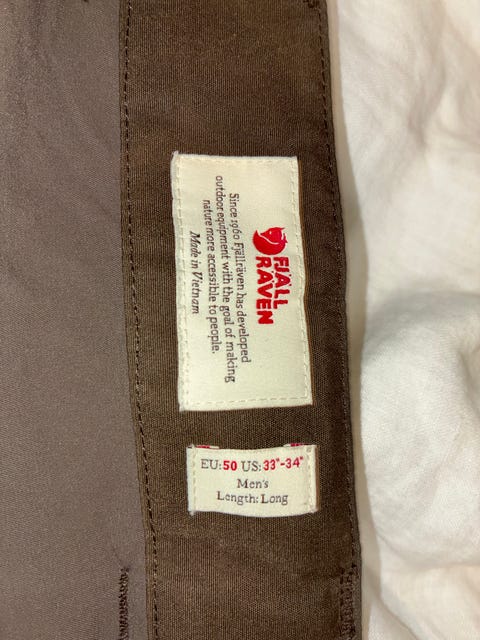 FJÄLL
RÄVEN
Since 1960 Fjällräven has developed
outdoor equipment with the goal of making
nature more accessible to people.
Made in Vietnam
EU:50 US:33"-34"
Men's
Length: Long